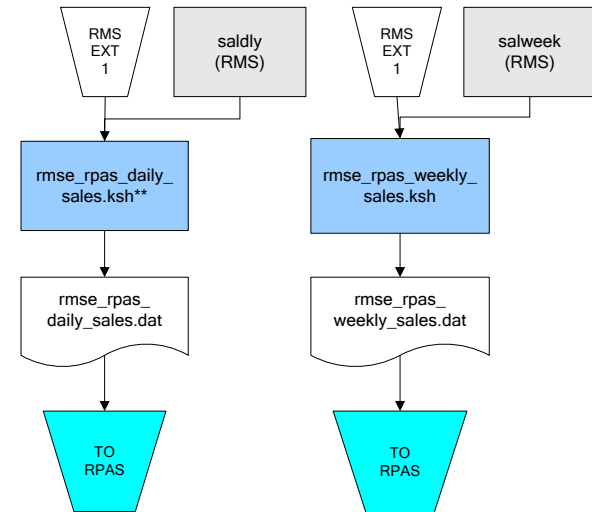 RMS
EXT
1
saldly
(RMS)
RMS
EXT
1
salweek
(RMS)
rmse_rpas_daily_
sales.ksh**
rmse_rpas_weekly_
sales.ksh
rmse_rpas_
daily_sales.dat
rmse_rpas_
weekly_sales.dat
TO
RPAS
TO
RPAS